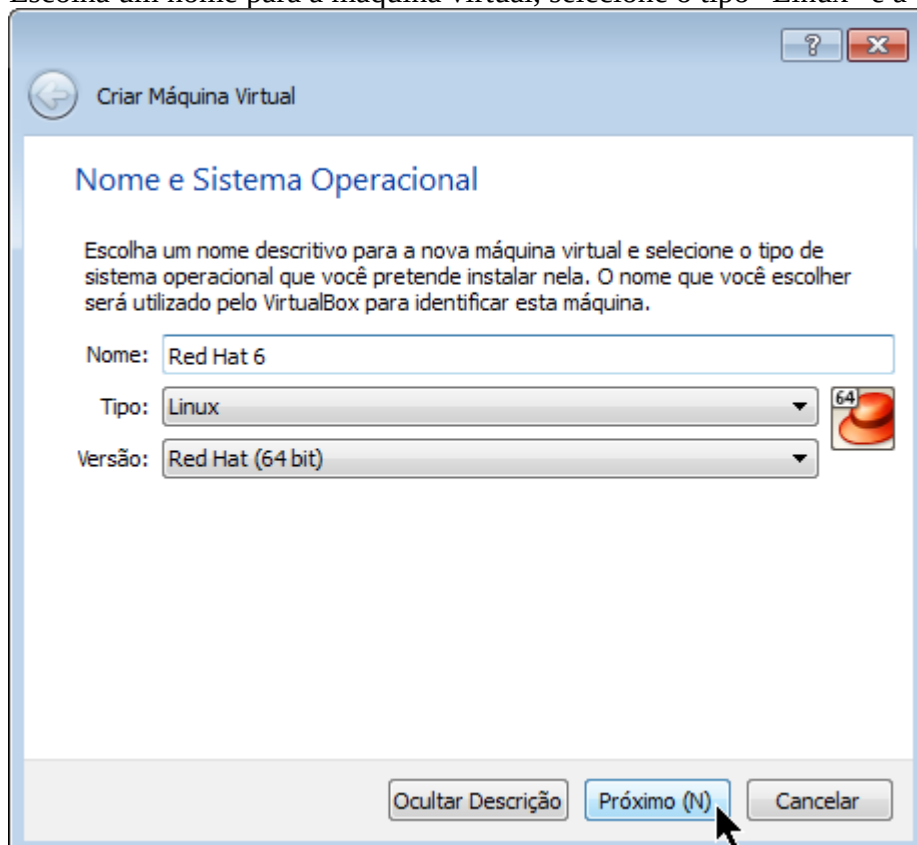 Escolha um nome para a máquina virtual, selecione o tipo "Linux" e a
Criar Máquina Virtual
Nome e Sistema Operacional
Escolha um nome descritivo para a nova máquina virtual e selecione o tipo de
sistema operacional que você pretende instalar nela. O nome que você escolher
será utilizado pelo VirtualBox para identificar esta máquina.
Nome: Red Hat 6
Tipo: Linux
64
Versão: Red Hat (64 bit)
Ocultar Descrição Próximo (N) Cancelar